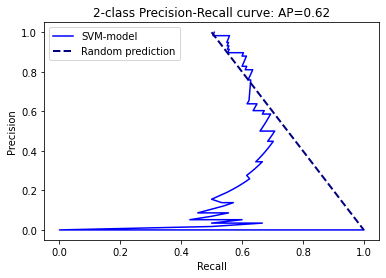 2-class Precision-Recall curve: AP=0.62
SVM-model
Random prediction
Precision
1.0
0.8
0.6
0.4
0.2
0.0
0.0 0.2 0.4 0.6 0.8 1.0
Recall